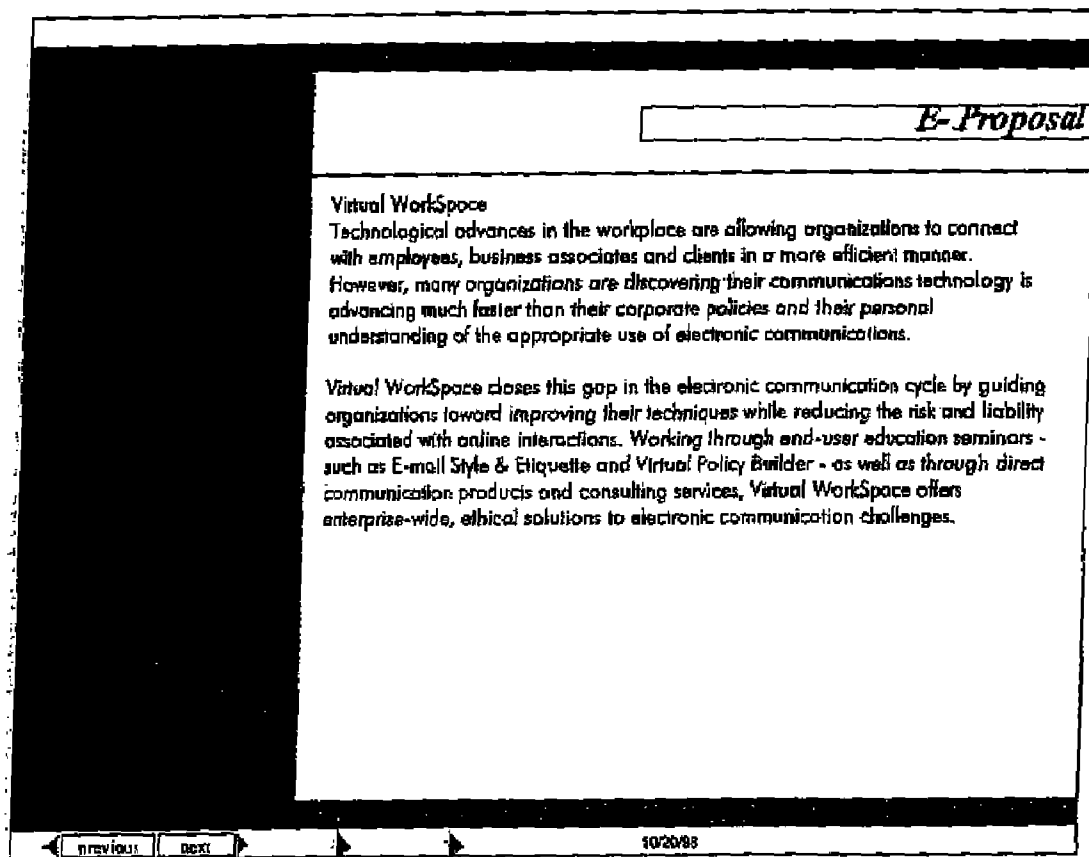 E-Proposal
Virtual WorkSpace
Technological advances in the workplace are allowing organizations to connect
with employees, business associates and clients in a more efficient manner.
However, many organizations are discovering their communications technology is
advancing much faster than their corporate policies and their personal
understanding of the appropriate use of electronic communications.
Virtual WorkSpace closes this gap in the electronic communication cycle by guiding
organizations toward improving their techniques while reducing the risk and liability
associated with online interactions. Working through end-user education seminars -
such as E-mail Style & Etiquette and Virtual Policy Builder - as well as through direct
communication products and consulting services, Virtual WorkSpace offers
enterprise-wide, ethical solutions to electronic communication challenges.
previous next 10/20/98